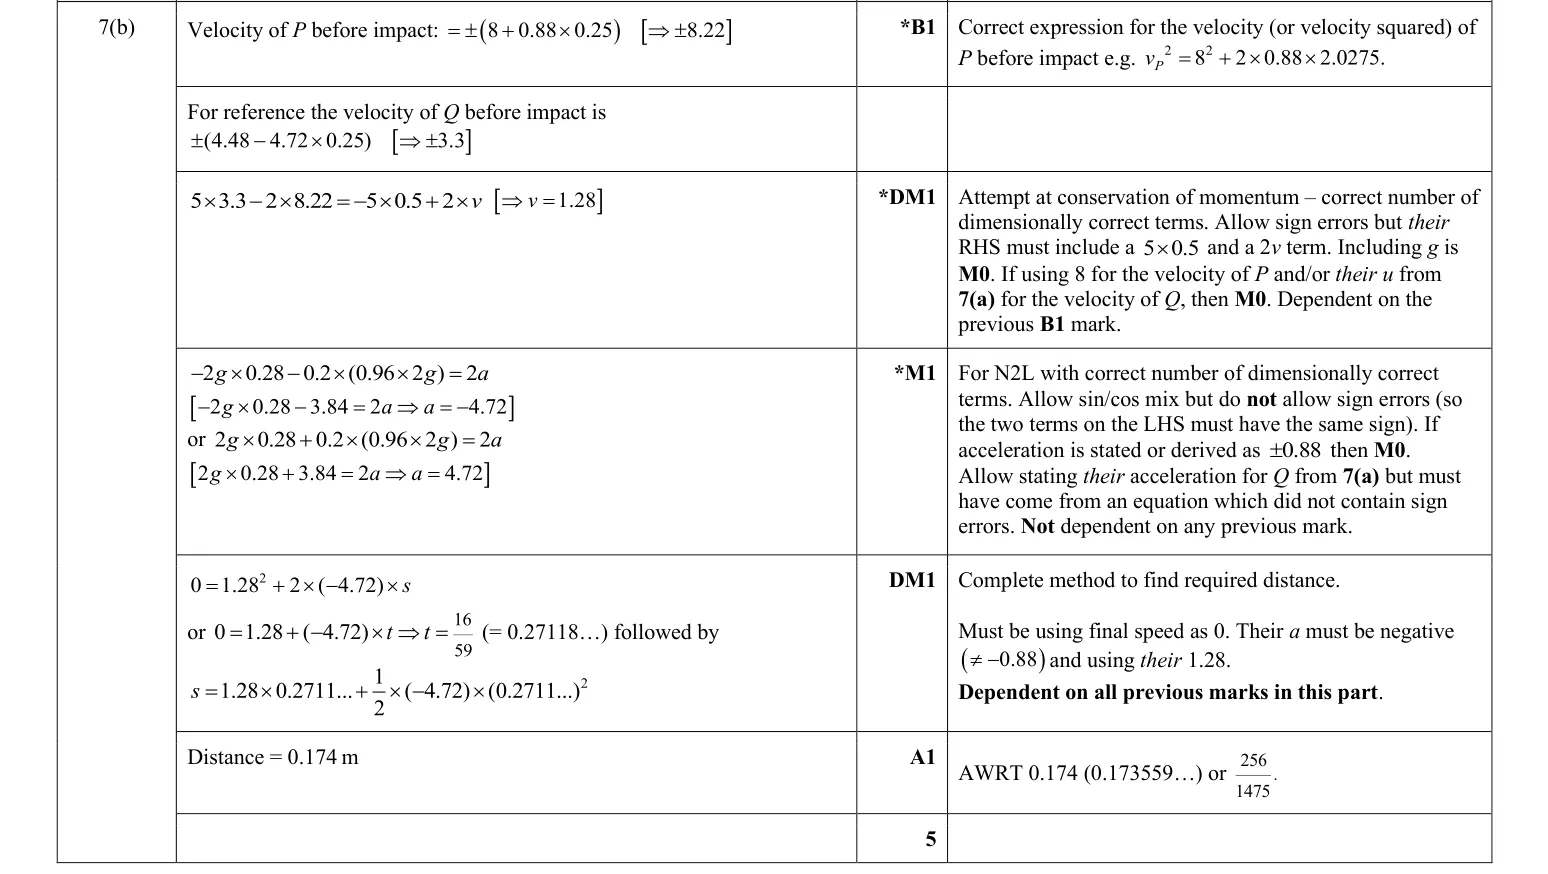 7(b)
Velocity of P before impact: = ±(8 + 0.88 × 0.25) [⇒ ±8.22]
*B1
Correct expression for the velocity (or velocity squared) of
P before impact e.g. v_P² = 8² + 2 × 0.88 × 2.0275.
For reference the velocity of Q before impact is
±(4.48 − 4.72 × 0.25) [⇒ ±3.3]
5 × 3.3 − 2 × 8.22 = −5 × 0.5 + 2 × v [⇒ v = 1.28]
*DM1
Attempt at conservation of momentum – correct number of
dimensionally correct terms. Allow sign errors but their
RHS must include a 5 × 0.5 and a 2v term. Including g is
M0. If using 8 for the velocity of P and/or their u from
7(a) for the velocity of Q, then M0. Dependent on the
previous B1 mark.
−2g × 0.28 − 0.2 × (0.96 × 2g) = 2a
[−2g × 0.28 − 3.84 = 2a ⇒ a = −4.72]
or 2g × 0.28 + 0.2 × (0.96 × 2g) = 2a
[2g × 0.28 + 3.84 = 2a ⇒ a = 4.72]
*M1
For N2L with correct number of dimensionally correct
terms. Allow sin/cos mix but do not allow sign errors (so
the two terms on the LHS must have the same sign). If
acceleration is stated or derived as ±0.88 then M0.
Allow stating their acceleration for Q from 7(a) but must
have come from an equation which did not contain sign
errors. Not dependent on any previous mark.
0 = 1.28² + 2 × (−4.72) × s
or 0 = 1.28 + (−4.72) × t ⇒ t = 16/59 (= 0.27118…) followed by
s = 1.28 × 0.2711... + 1/2 × (−4.72) × (0.2711...)²
DM1
Complete method to find required distance.
Must be using final speed as 0. Their a must be negative
(≠ −0.88) and using their 1.28.
Dependent on all previous marks in this part.
Distance = 0.174 m
A1
AWRT 0.174 (0.173559…) or 256/1475.
5